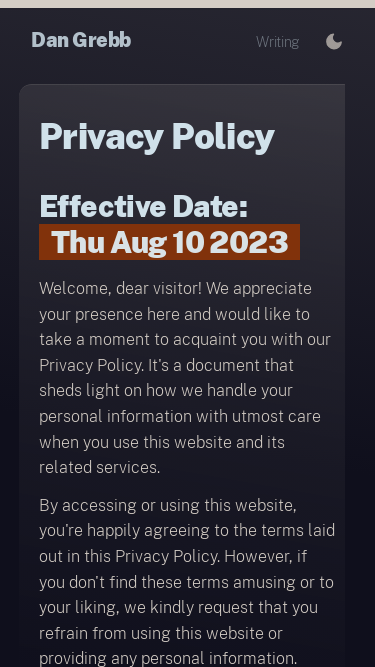 Dan Grebb
Writing
Privacy Policy
Effective Date:
Thu Aug 10 2023
Welcome, dear visitor! We appreciate
your presence here and would like to
take a moment to acquaint you with our
Privacy Policy. It's a document that
sheds light on how we handle your
personal information with utmost care
when you use this website and its
related services.
By accessing or using this website,
you're happily agreeing to the terms laid
out in this Privacy Policy. However, if
you don't find these terms amusing or to
your liking, we kindly request that you
refrain from using this website or
providing any personal information.